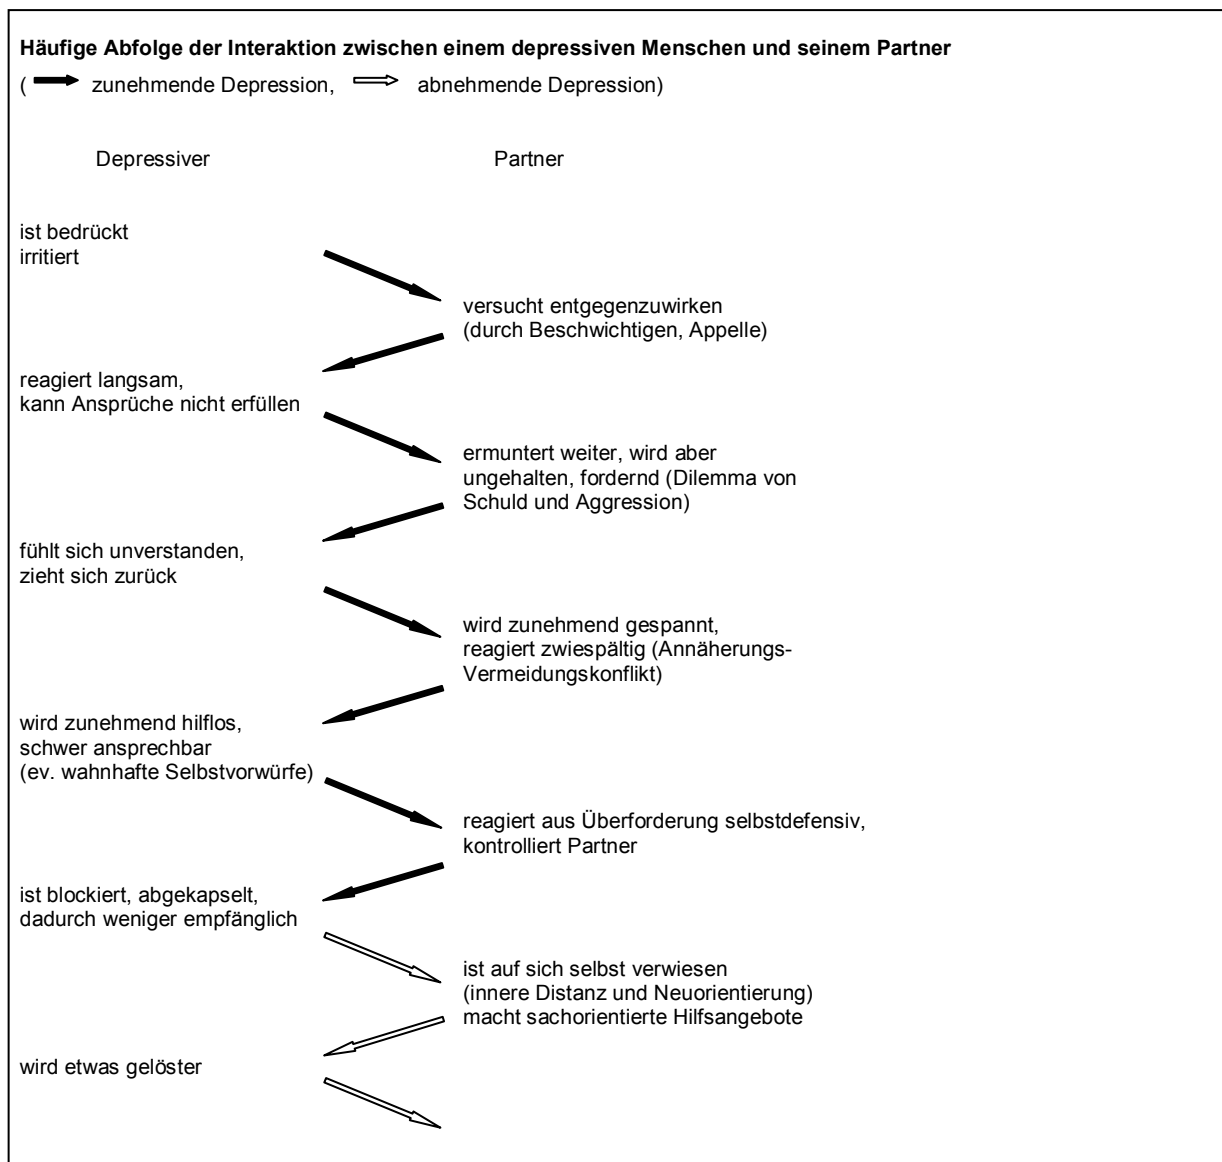 Häufige Abfolge der Interaktion zwischen einem depressiven Menschen und seinem Partner
( zunehmende Depression, abnehmende Depression)
Depressiver Partner
ist bedrückt
irritiert
versucht entgegenzuwirken
(durch Beschwichtigen, Appelle)
reagiert langsam,
kann Ansprüche nicht erfüllen
ermuntert weiter, wird aber
ungehalten, fordernd (Dilemma von
Schuld und Aggression)
fühlt sich unverstanden,
zieht sich zurück
wird zunehmend gespannt,
reagiert zwiespältig (Annäherungs-
Vermeidungskonflikt)
wird zunehmend hilflos,
schwer ansprechbar
(ev. wahnhafte Selbstvorwürfe)
reagiert aus Überforderung selbstdefensiv,
kontrolliert Partner
ist blockiert, abgekapselt,
dadurch weniger empfänglich
ist auf sich selbst verwiesen
(innere Distanz und Neuorientierung)
macht sachorientierte Hilfsangebote
wird etwas gelöster